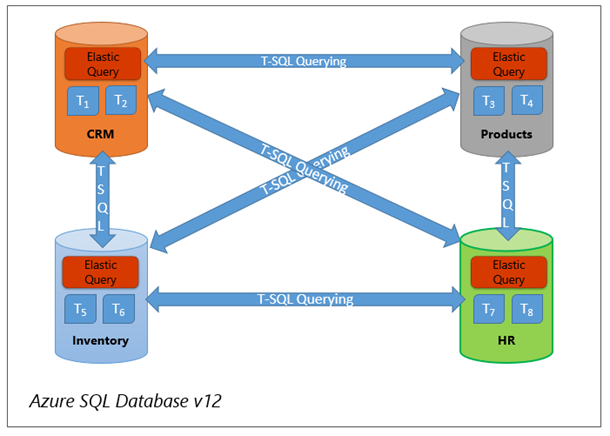 Elastic
Query
T1 T2
CRM
T-SQL Querying
Elastic
Query
T3 T4
Products
T
S
Q
L
T-SQL Querying
T-SQL Querying
T
S
Q
L
Elastic
Query
T5 T6
Inventory
T-SQL Querying
Elastic
Query
T7 T8
HR
Azure SQL Database v12